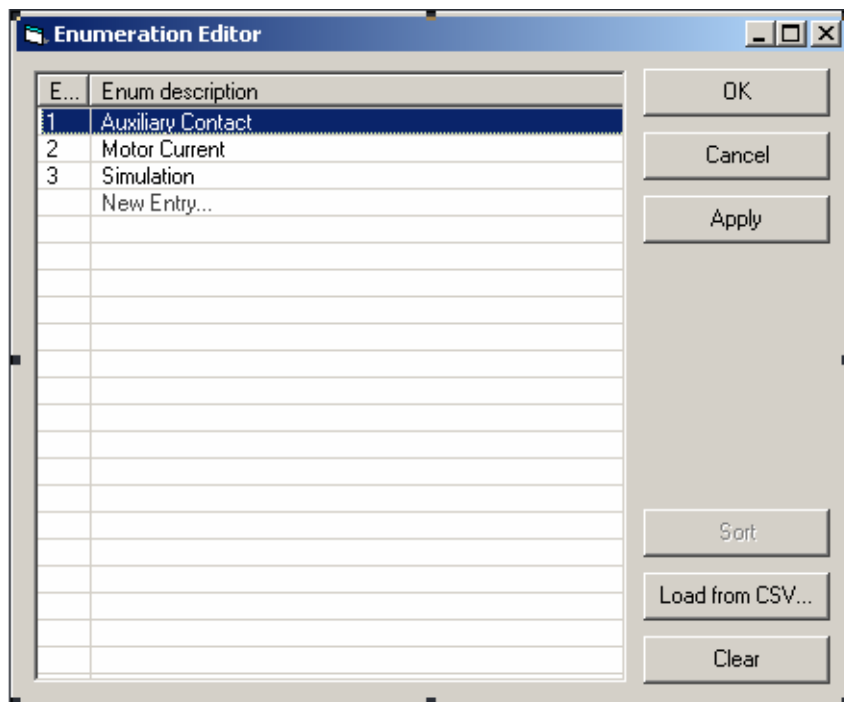 Enumeration Editor
E... Enum description
1 Auxiliary Contact
2 Motor Current
3 Simulation
New Entry...
OK
Cancel
Apply
Sort
Load from CSV...
Clear